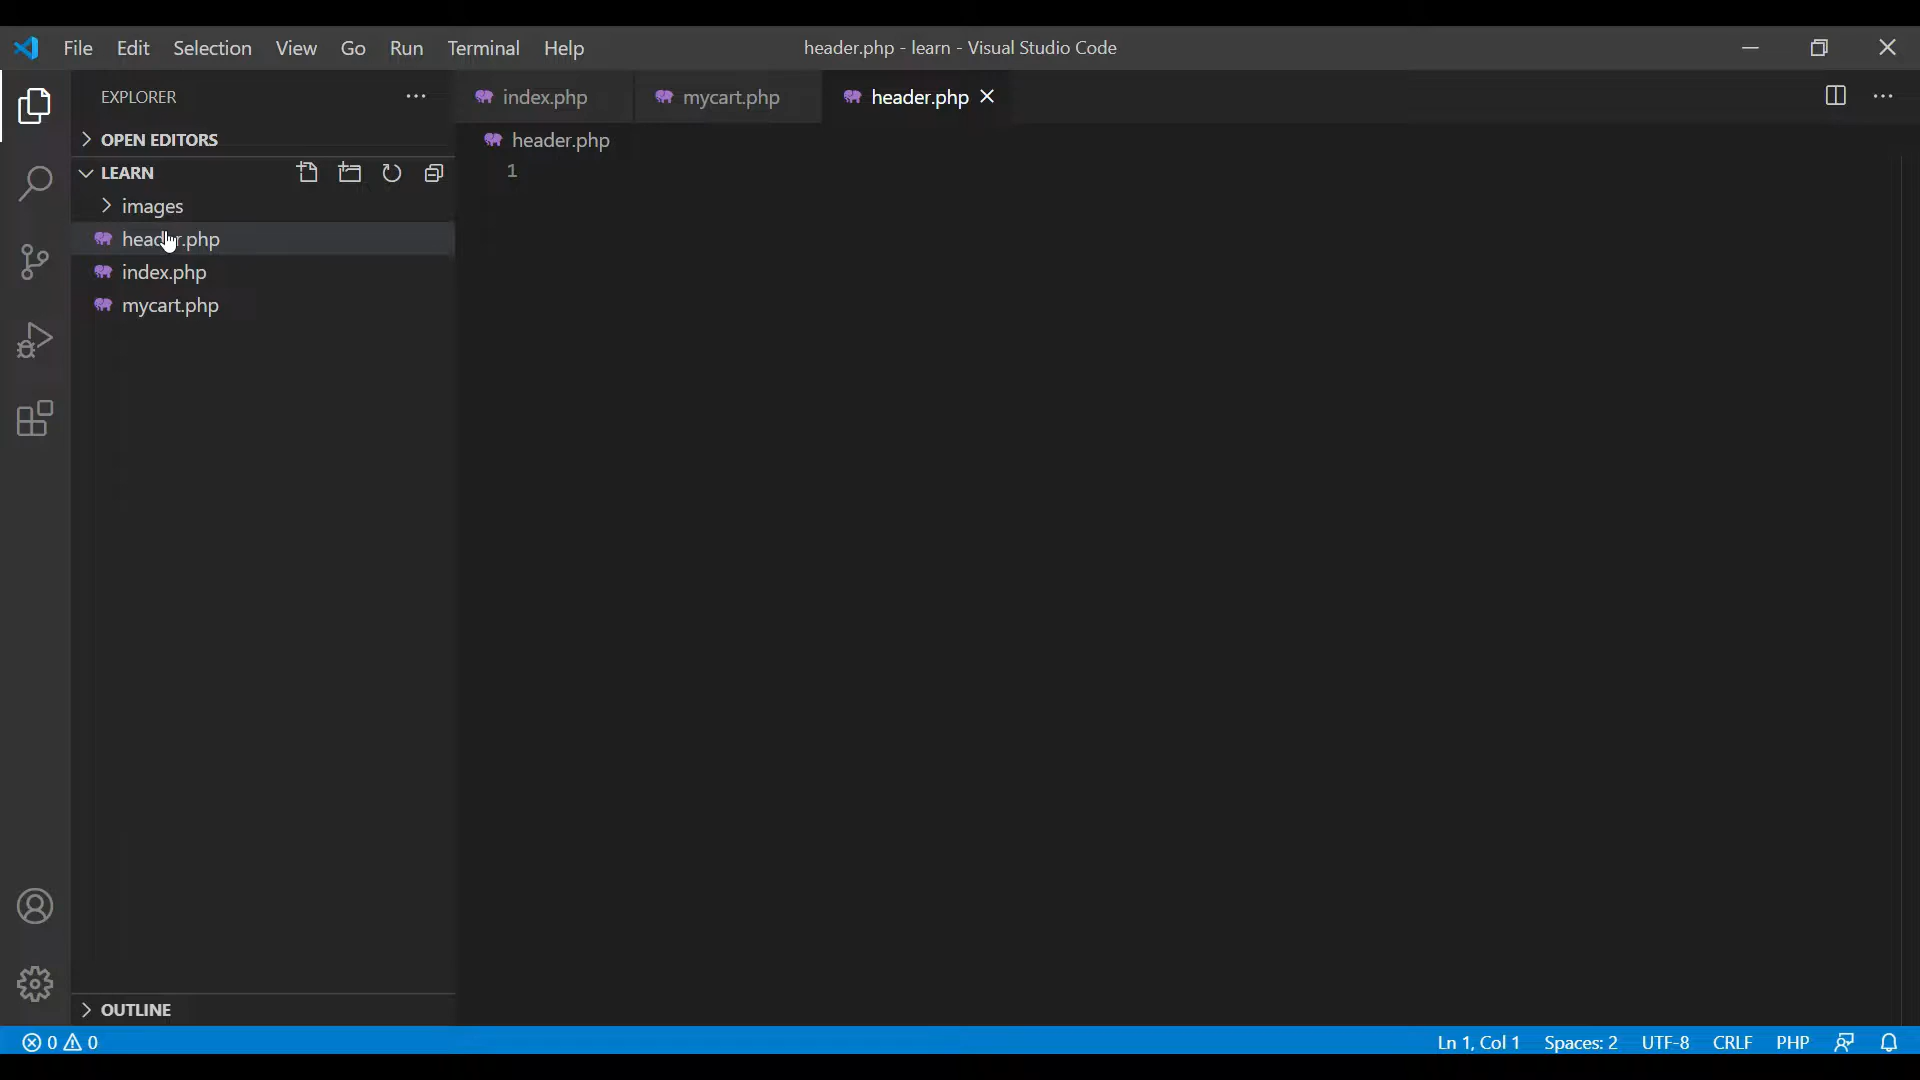 File Edit Selection View Go Run Terminal Help header.php - learn - Visual Studio Code
EXPLORER
index.php mycart.php header.php
OPEN EDITORS
header.php
LEARN
1
images
header.php
index.php
mycart.php
OUTLINE
0 0 Ln 1, Col 1 Spaces: 2 UTF-8 CRLF PHP